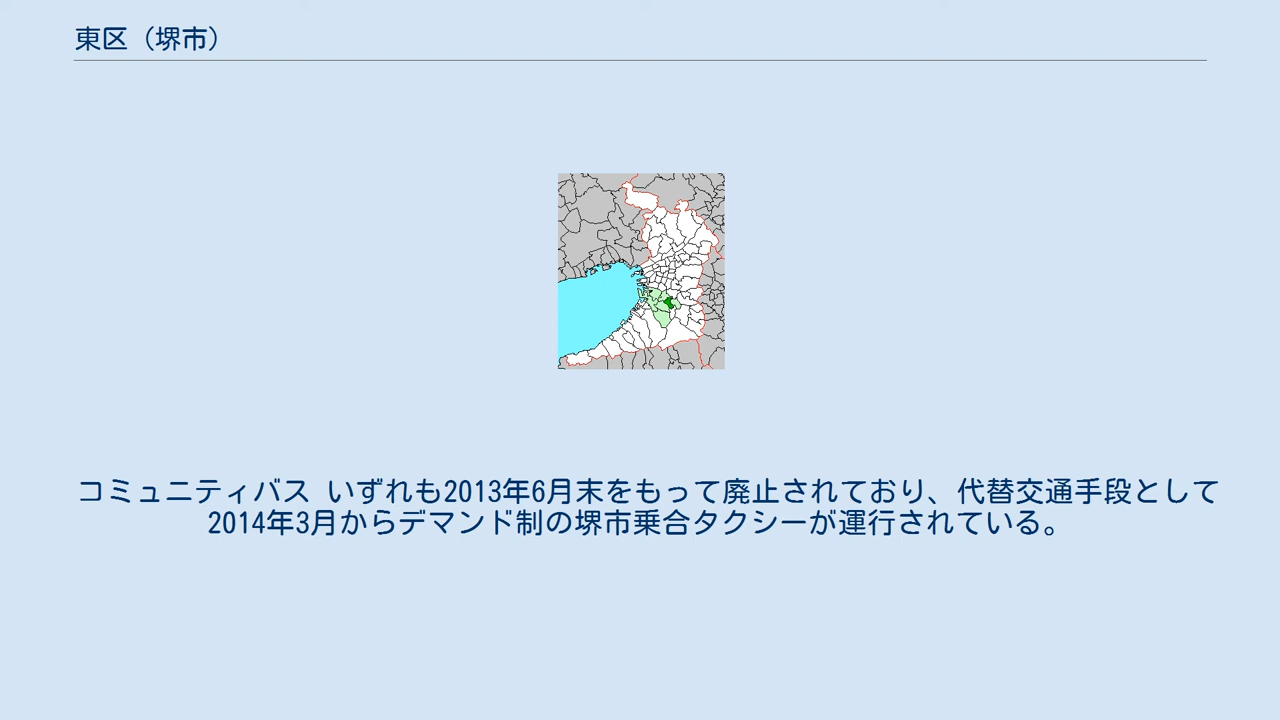 東区（堺市）
コミュニティバス いずれも2013年6月末をもって廃止されており、代替交通手段として
2014年3月からデマンド制の堺市乗合タクシーが運行されている。